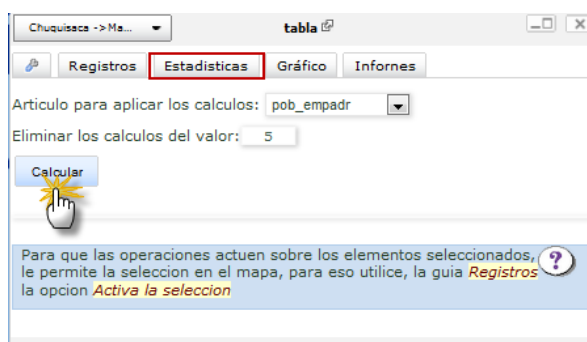 Chuquisaca ->Ma...
tabla
Registros Estadisticas Gráfico Informes
Articulo para aplicar los calculos: pob_empadr
Eliminar los calculos del valor: 5
Calcular
Para que las operaciones actuen sobre los elementos seleccionados,
le permite la seleccion en el mapa, para eso utilice, la guia Registros
la opcion Activa la seleccion
?